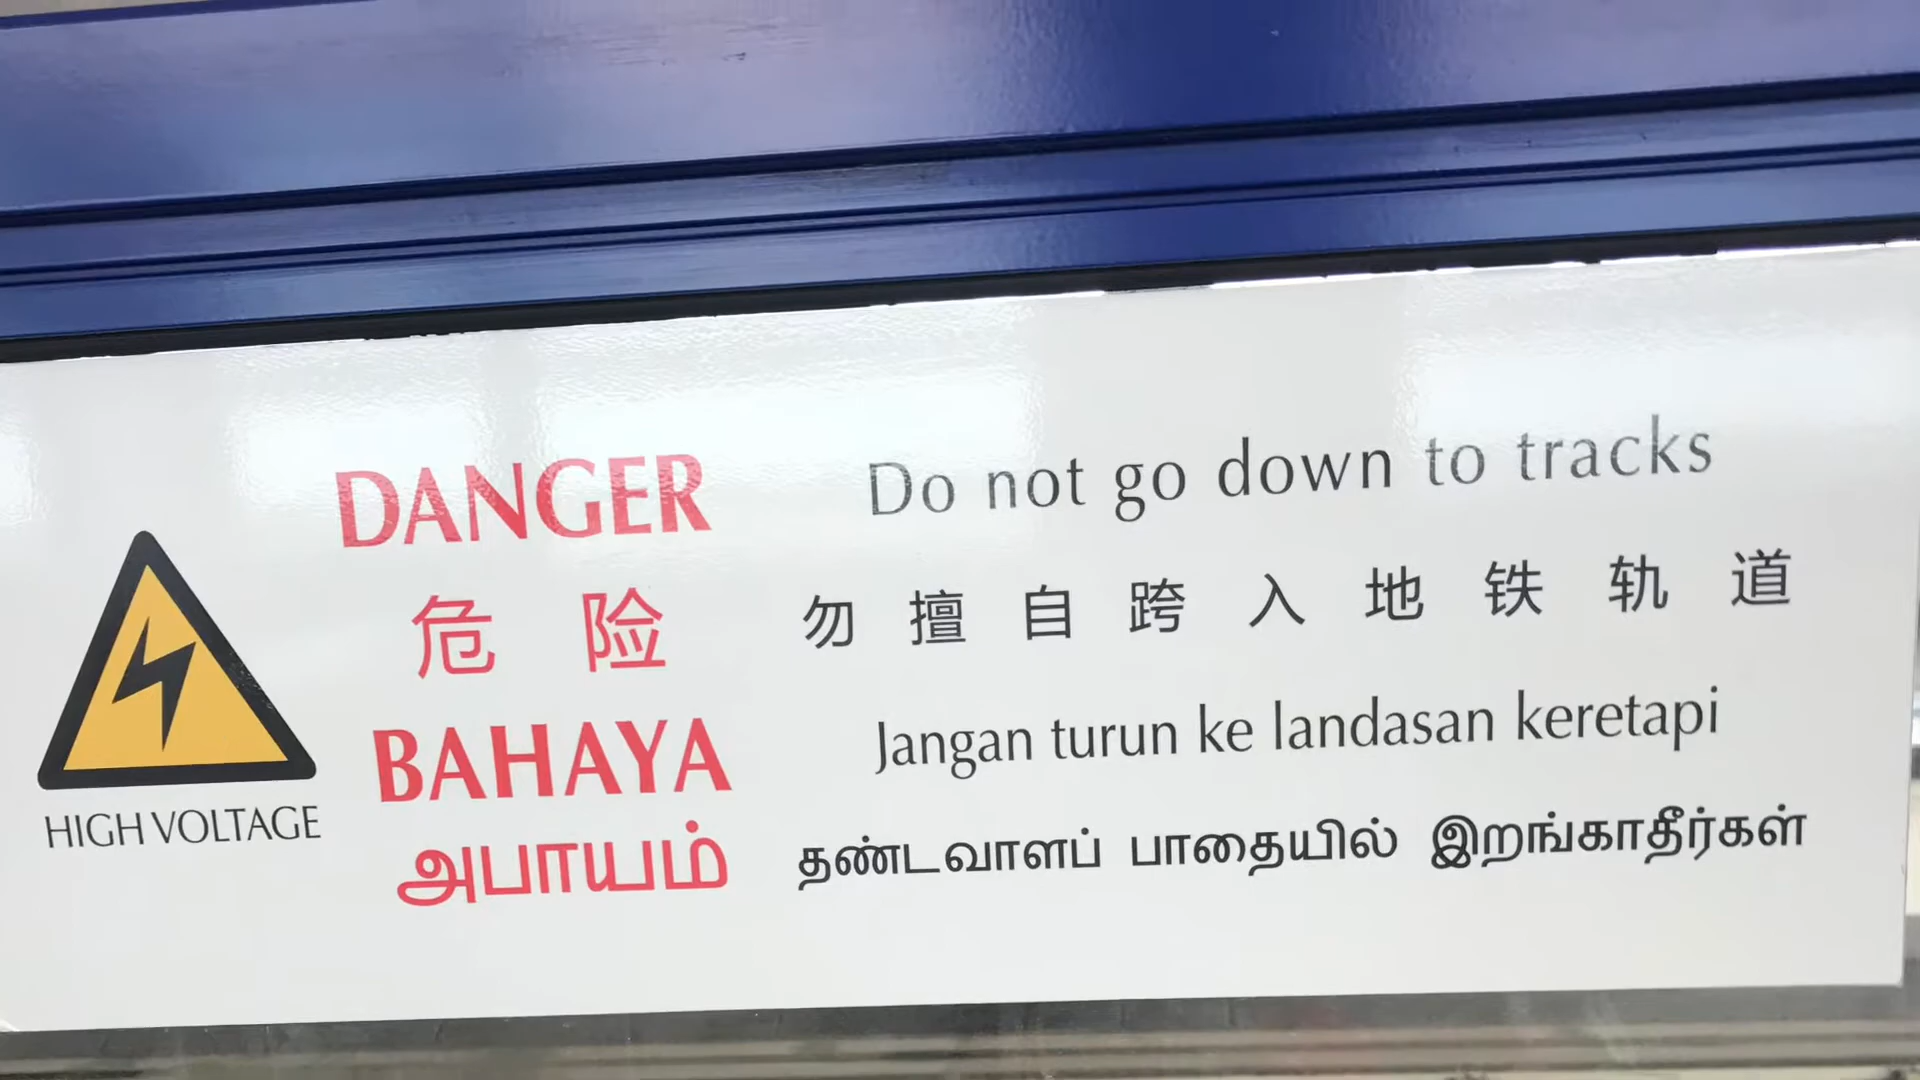 HIGH VOLTAGE
DANGER
危险
BAHAYA
அபாயம்
Do not go down to tracks
勿擅自跨入地铁轨道
Jangan turun ke landasan keretapi
தண்டவாளப் பாதையில் இறங்காதீர்கள்